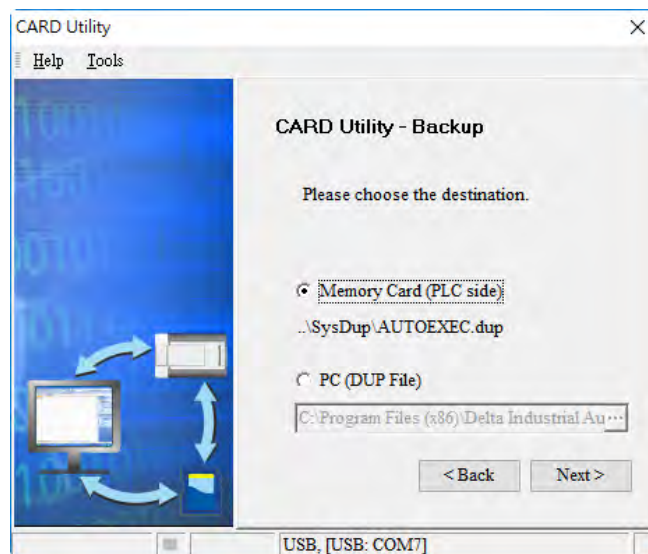 CARD Utility
Help Tools
CARD Utility - Backup
Please choose the destination.
Memory Card (PLC side)
..\SysDup\AUTOEXEC.dup
PC (DUP File)
C:\Program Files (x86)\Delta Industrial Au...
< Back Next >
USB, [USB: COM7]